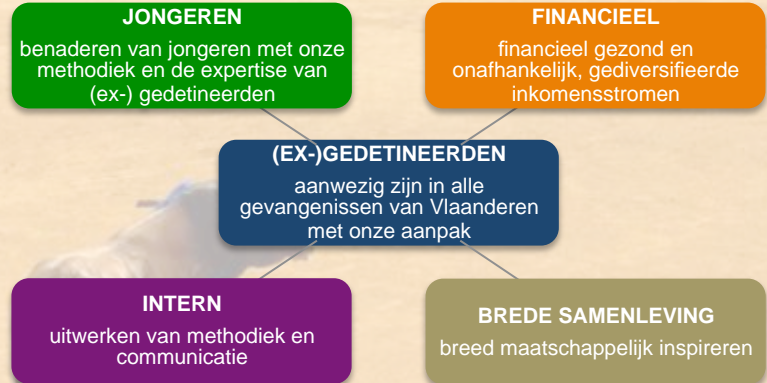 JONGEREN
benaderen van jongeren met onze
methodiek en de expertise van
(ex-) gedetineerden
FINANCIEEL
financieel gezond en
onafhankelijk, gediversifieerde
inkomensstromen
(EX-)GEDETINEERDEN
aanwezig zijn in alle
gevangenissen van Vlaanderen
met onze aanpak
INTERN
uitwerken van methodiek en
communicatie
BREDE SAMENLEVING
breed maatschappelijk inspireren